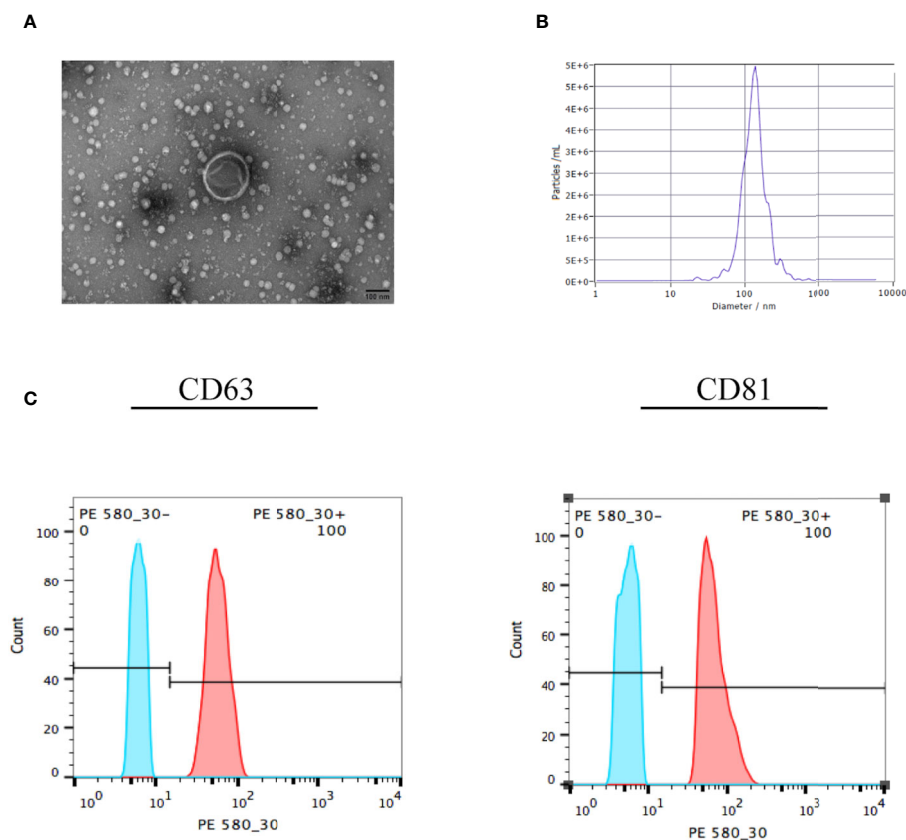 A
100 nm
B
5E+6
4E+6
4E+6
3E+6
3E+6
2E+6
2E+6
1E+6
5E+5
0E+0
Particles /mL
1
10
100
1000
10000
Diameter / nm
C
CD63
PE 580_30-
0
PE 580_30+
100
100
80
60
40
20
0
Count
10^0
10^1
10^2
10^3
10^4
PE 580_30
CD81
PE 580_30-
0
PE 580_30+
100
100
80
60
40
20
0
Count
10^0
10^1
10^2
10^3
10^4
PE 580_30